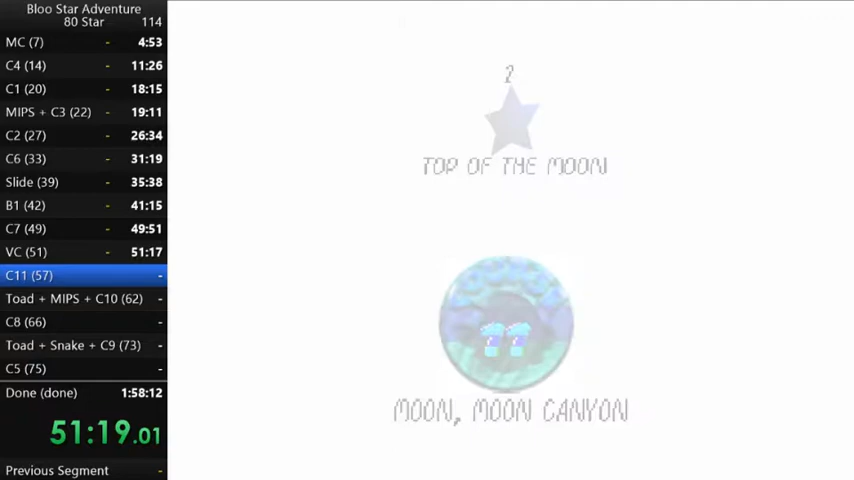 Bloo Star Adventure
80 Star 114
MC (7) - 4:53
C4 (14) - 11:26
C1 (20) - 18:15
MIPS + C3 (22) - 19:11
C2 (27) - 26:34
C6 (33) - 31:19
Slide (39) - 35:38
B1 (42) - 41:15
C7 (49) - 49:51
VC (51) - 51:17
C11 (57) -
Toad + MIPS + C10 (62) -
C8 (66) -
Toad + Snake + C9 (73) -
C5 (75) -
Done (done) 1:58:12
51:19.01
Previous Segment -
2
TOP OF THE MOON
11
MOON, MOON CANYON